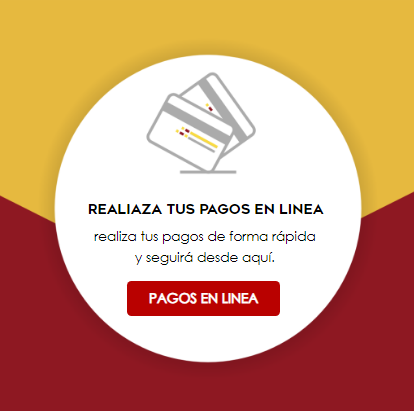 REALIAZA TUS PAGOS EN LINEA
realiza tus pagos de forma rápida
y seguirá desde aquí.
PAGOS EN LINEA